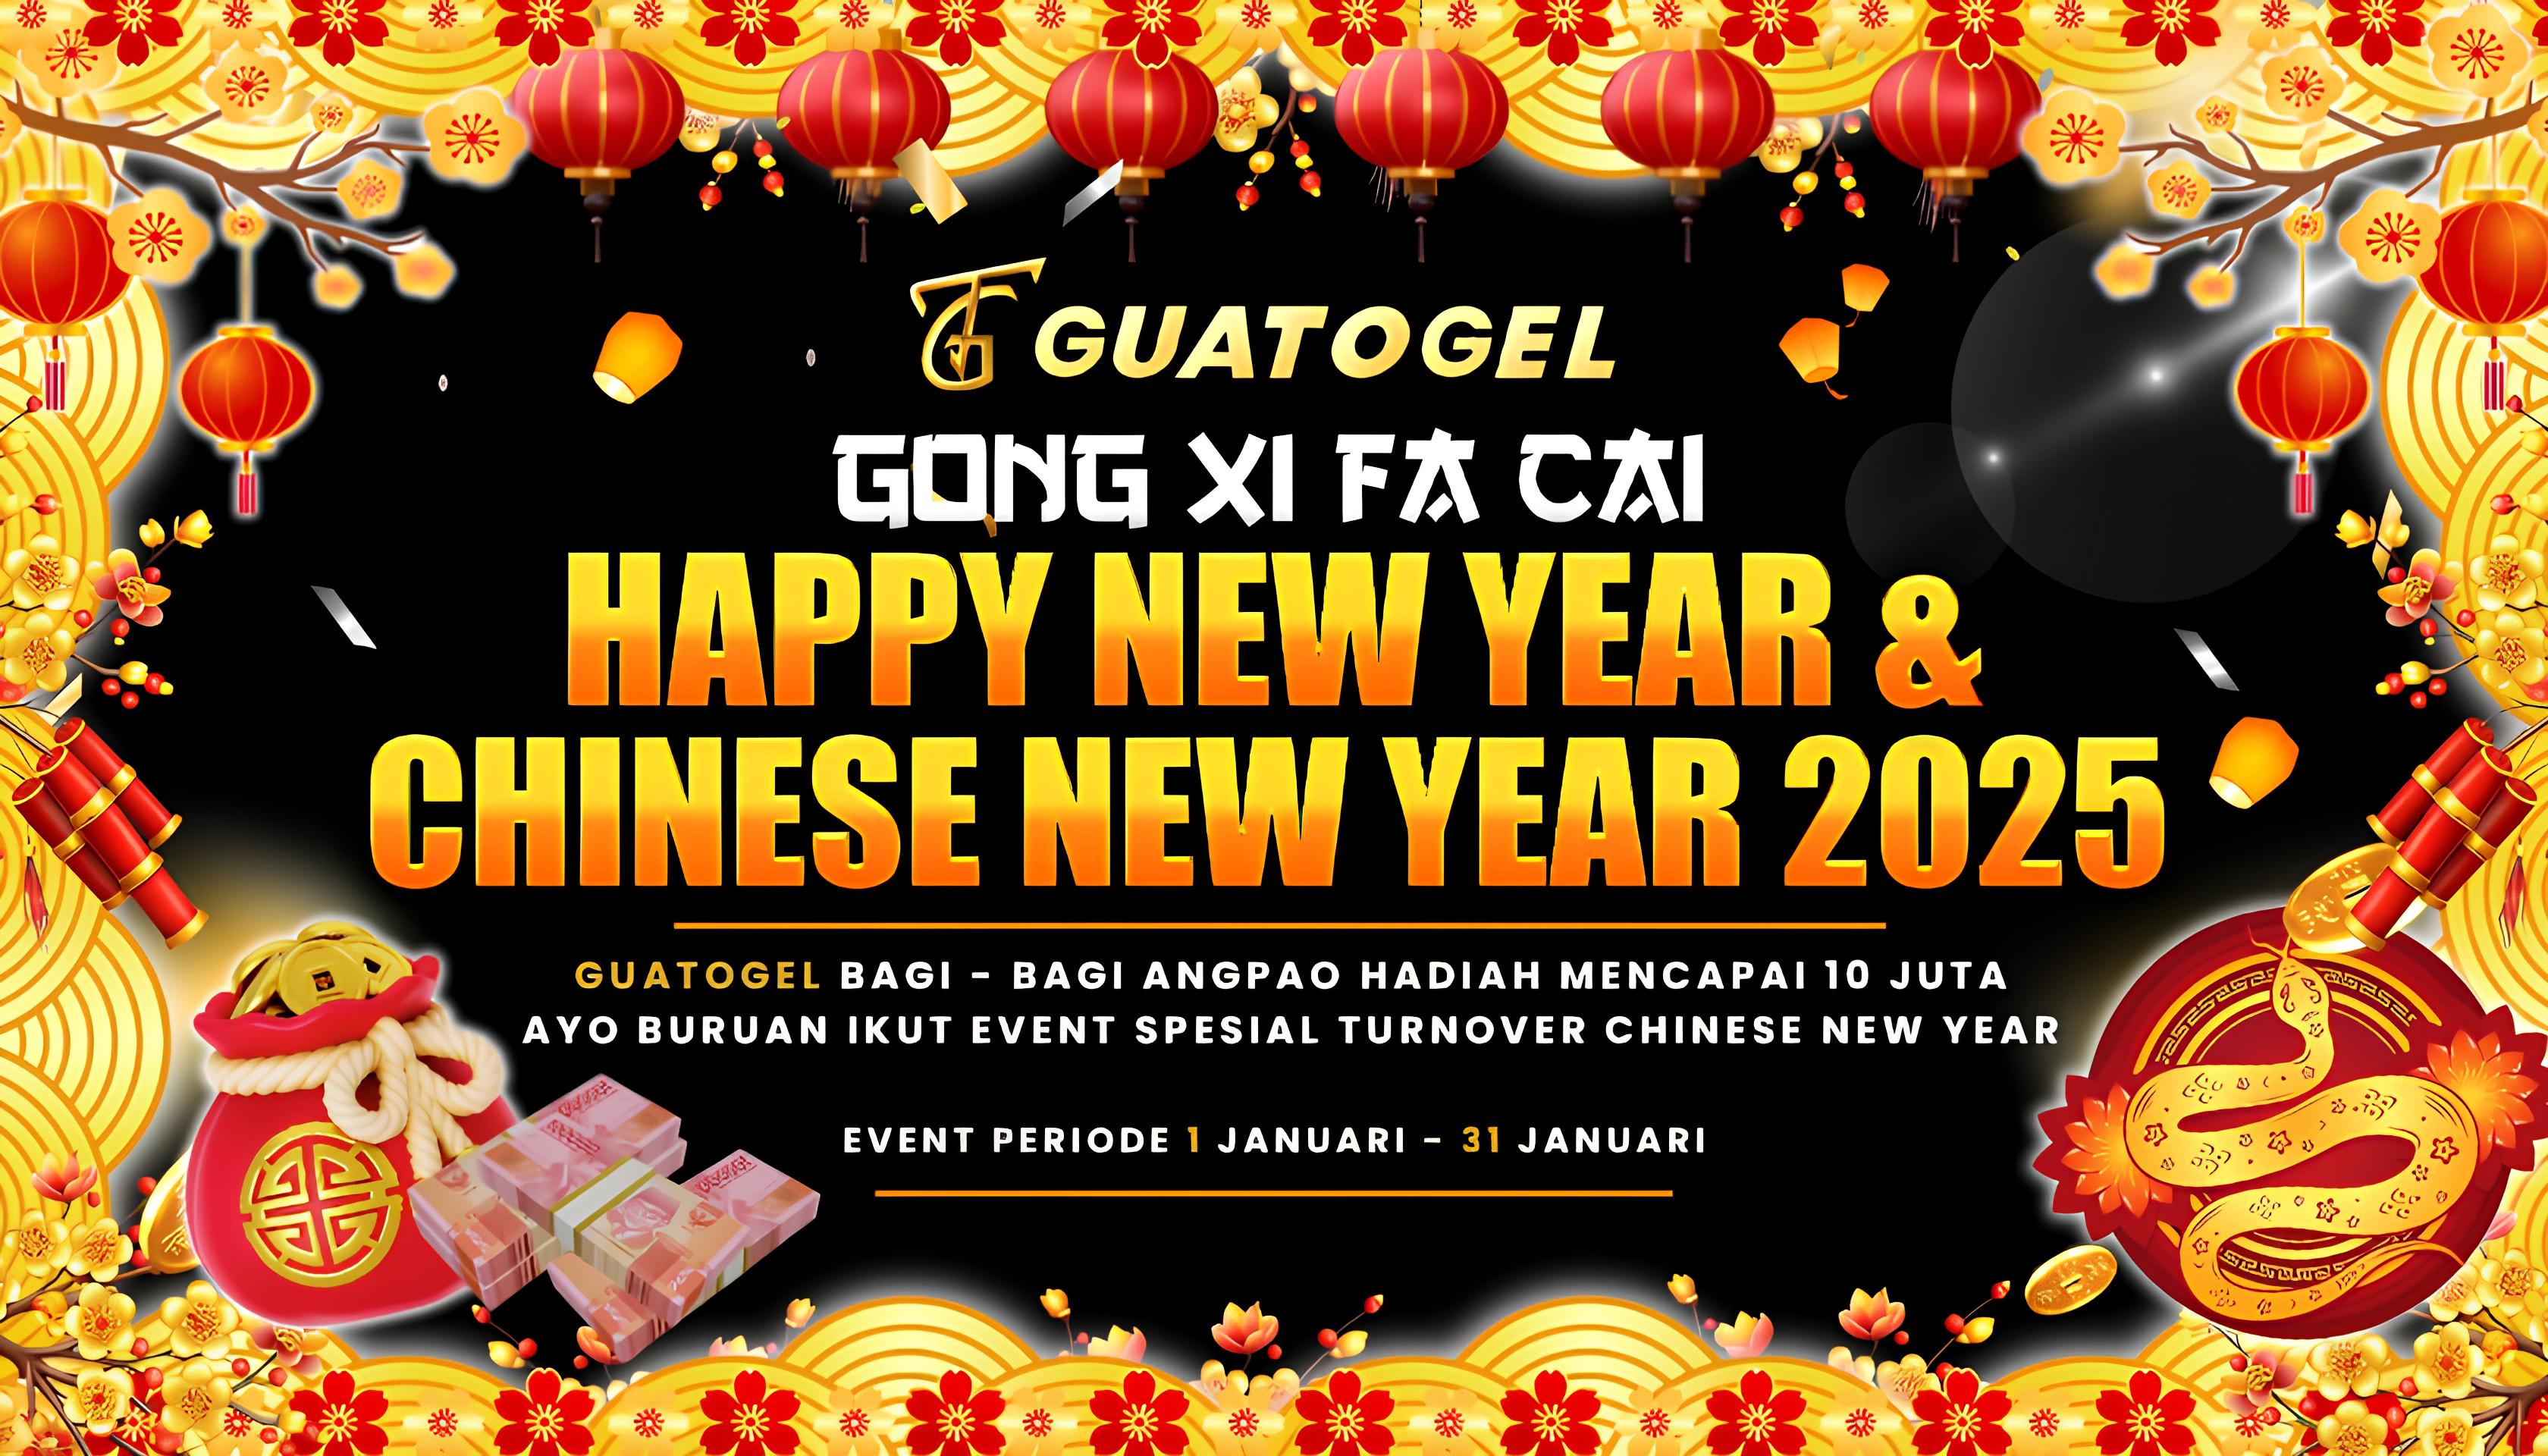 GUATOGEL
GONG XI FA CAI
HAPPY NEW YEAR &
CHINESE NEW YEAR 2025
GUATOGEL BAGI - BAGI ANGPAO HADIAH MENCAPAI 10 JUTA
AYO BURUAN IKUT EVENT SPESIAL TURNOVER CHINESE NEW YEAR
EVENT PERIODE 1 JANUARI - 31 JANUARI